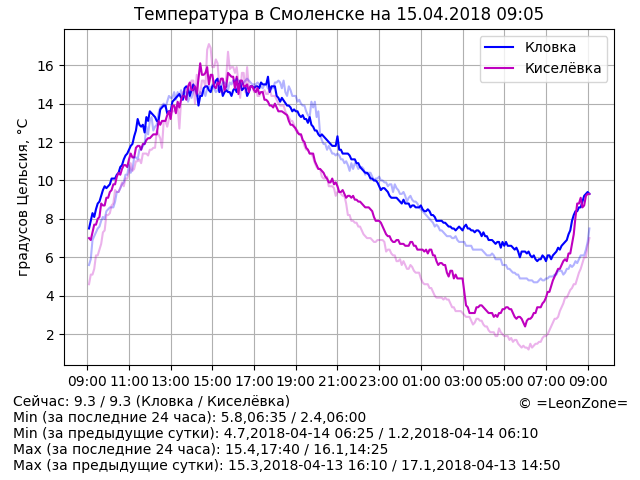 Температура в Смоленске на 15.04.2018 09:05
Кловка
Киселёвка
градусов Цельсия, °C
16
14
12
10
8
6
4
2
09:00 11:00 13:00 15:00 17:00 19:00 21:00 23:00 01:00 03:00 05:00 07:00 09:00
Сейчас: 9.3 / 9.3 (Кловка / Киселёвка)
© =LeonZone=
Min (за последние 24 часа): 5.8,06:35 / 2.4,06:00
Min (за предыдущие сутки): 4.7,2018-04-14 06:25 / 1.2,2018-04-14 06:10
Max (за последние 24 часа): 15.4,17:40 / 16.1,14:25
Max (за предыдущие сутки): 15.3,2018-04-13 16:10 / 17.1,2018-04-13 14:50